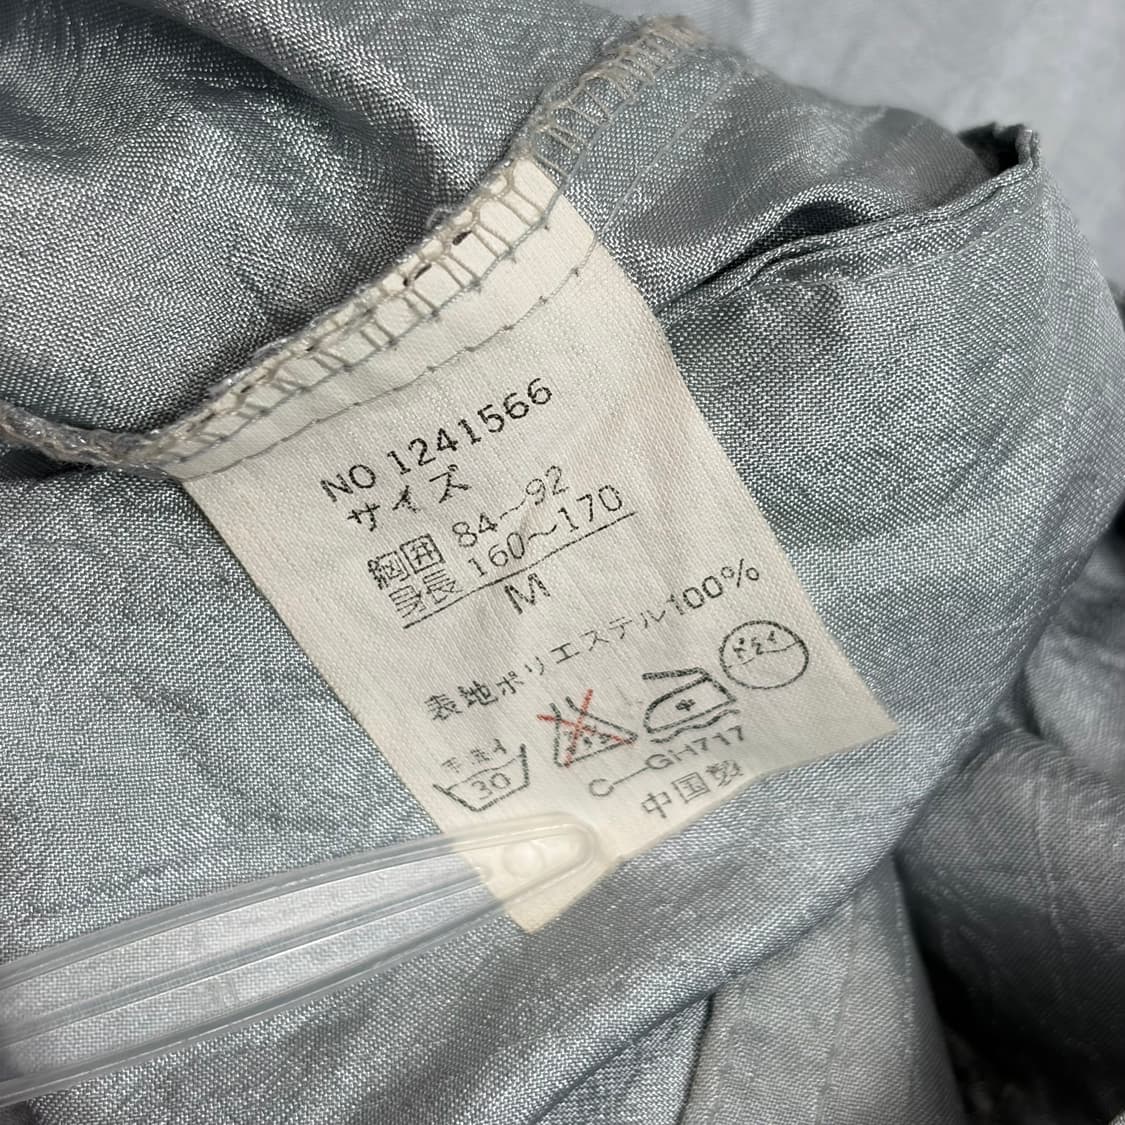 NO 1241566
サイズ
胸囲 84～92
身長 160～170
M
表地ポリエステル100%
ドライ
手洗イ
30
中
C―GH717
中国製